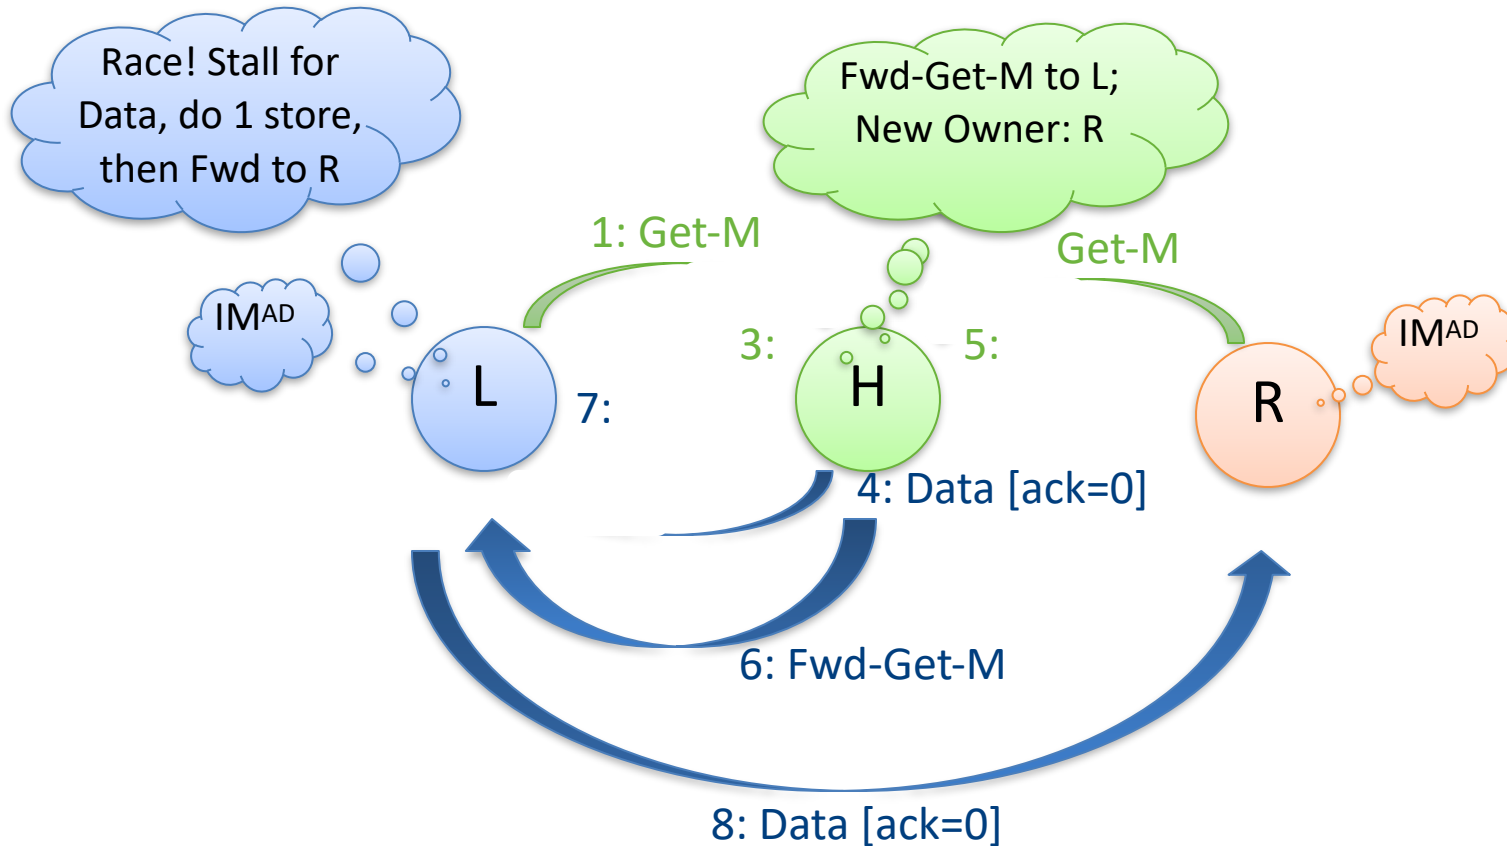 Race! Stall for
Data, do 1 store,
then Fwd to R
Fwd-Get-M to L;
New Owner: R
1: Get-M
Get-M
IMAD
IMAD
3:
5:
L
H
R
7:
4: Data [ack=0]
6: Fwd-Get-M
8: Data [ack=0]